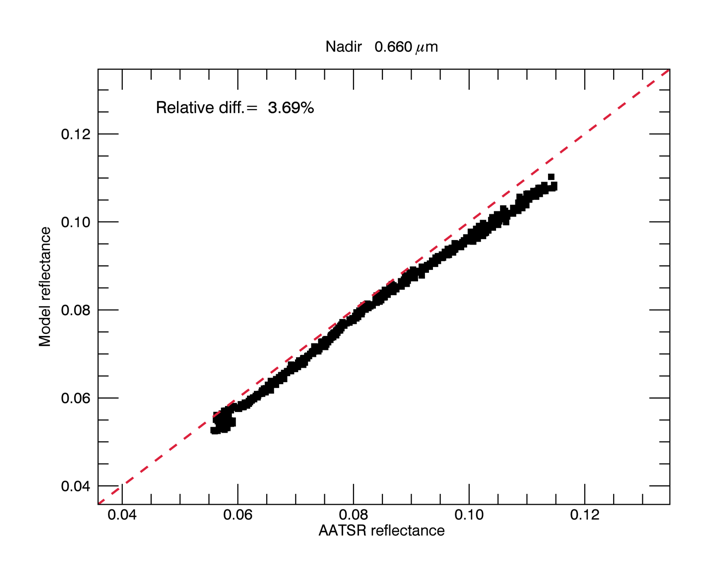 Nadir 0.660 μm
Relative diff.= 3.69%
0.12
0.10
0.08
0.06
0.04
Model reflectance
0.04 0.06 0.08 0.10 0.12
AATSR reflectance